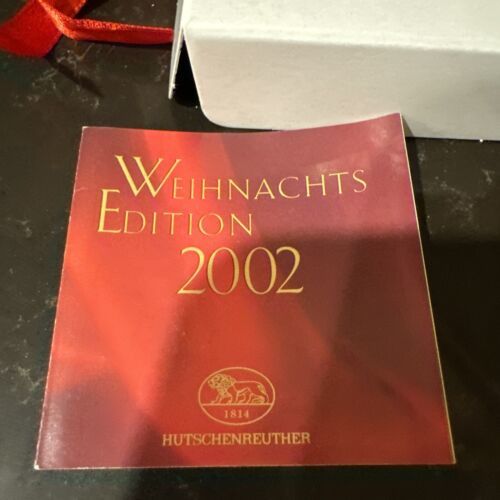 WEIHNACHTS
EDITION
2002
1814
HUTSCHENREUTHER